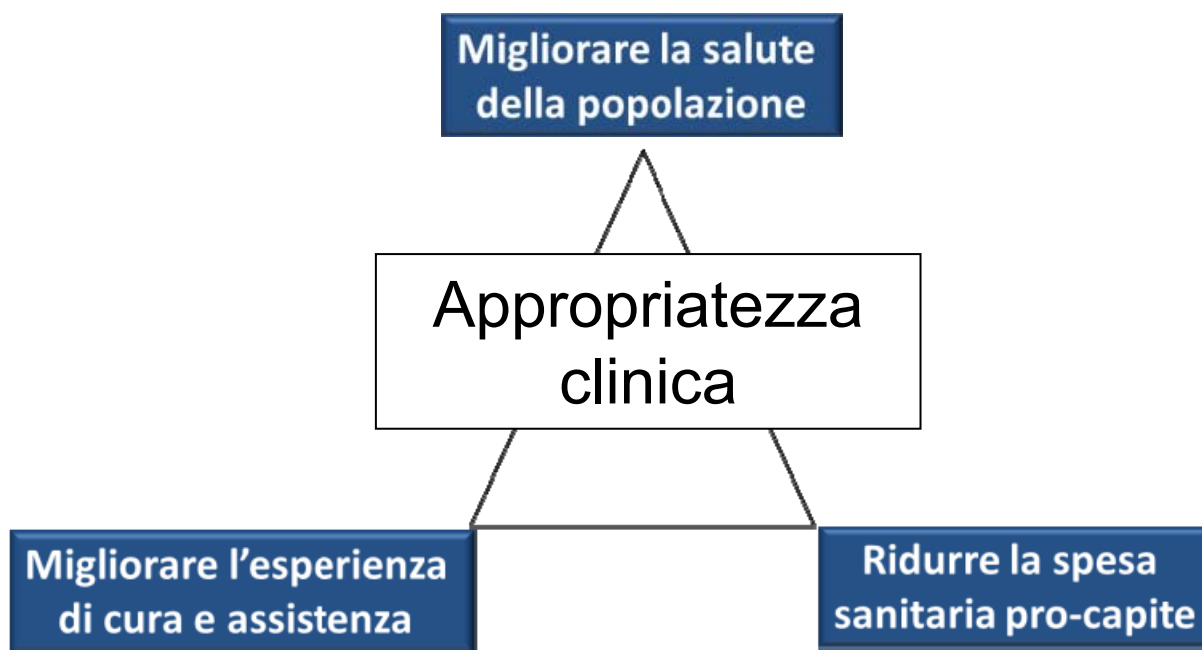 Migliorare la salute
della popolazione
Appropriatezza
clinica
Migliorare l’esperienza
di cura e assistenza
Ridurre la spesa
sanitaria pro-capite